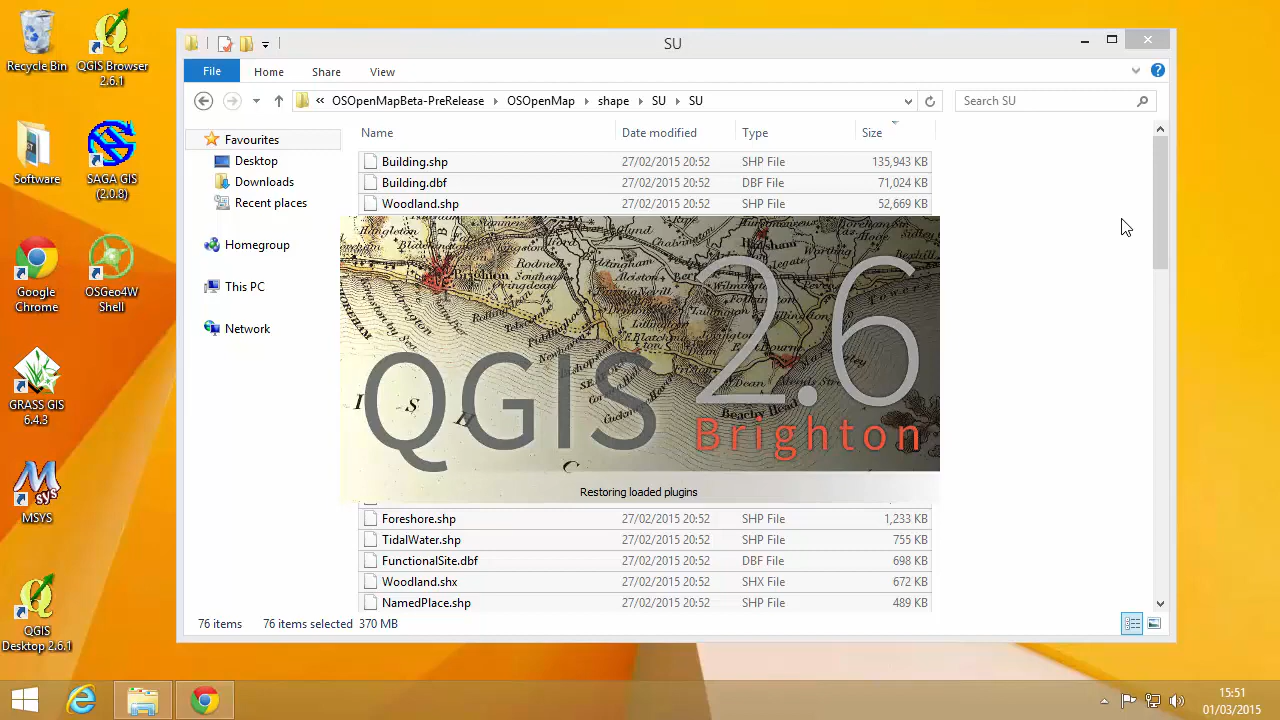 Recycle Bin
QGIS Browser
2.6.1
Software
SAGA GIS
(2.0.8)
Google
Chrome
OSGeo4W
Shell
GRASS GIS
6.4.3
MSYS
QGIS
Desktop 2.6.1
SU
File
Home
Share
View
« OSOpenMapBeta-PreRelease
OSOpenMap
shape
SU
SU
Search SU
Favourites
Desktop
Downloads
Recent places
Homegroup
This PC
Network
Name Date modified Type Size
Building.shp 27/02/2015 20:52 SHP File 135,943 KB
Building.dbf 27/02/2015 20:52 DBF File 71,024 KB
Woodland.shp 27/02/2015 20:52 SHP File 52,669 KB
Brighton
Beachy Head
QGIS
2.6
Brighton
Restoring loaded plugins
Foreshore.shp 27/02/2015 20:52 SHP File 1,233 KB
TidalWater.shp 27/02/2015 20:52 SHP File 755 KB
FunctionalSite.dbf 27/02/2015 20:52 DBF File 698 KB
Woodland.shx 27/02/2015 20:52 SHX File 672 KB
NamedPlace.shp 27/02/2015 20:52 SHP File 489 KB
76 items 76 items selected 370 MB
15:51
01/03/2015